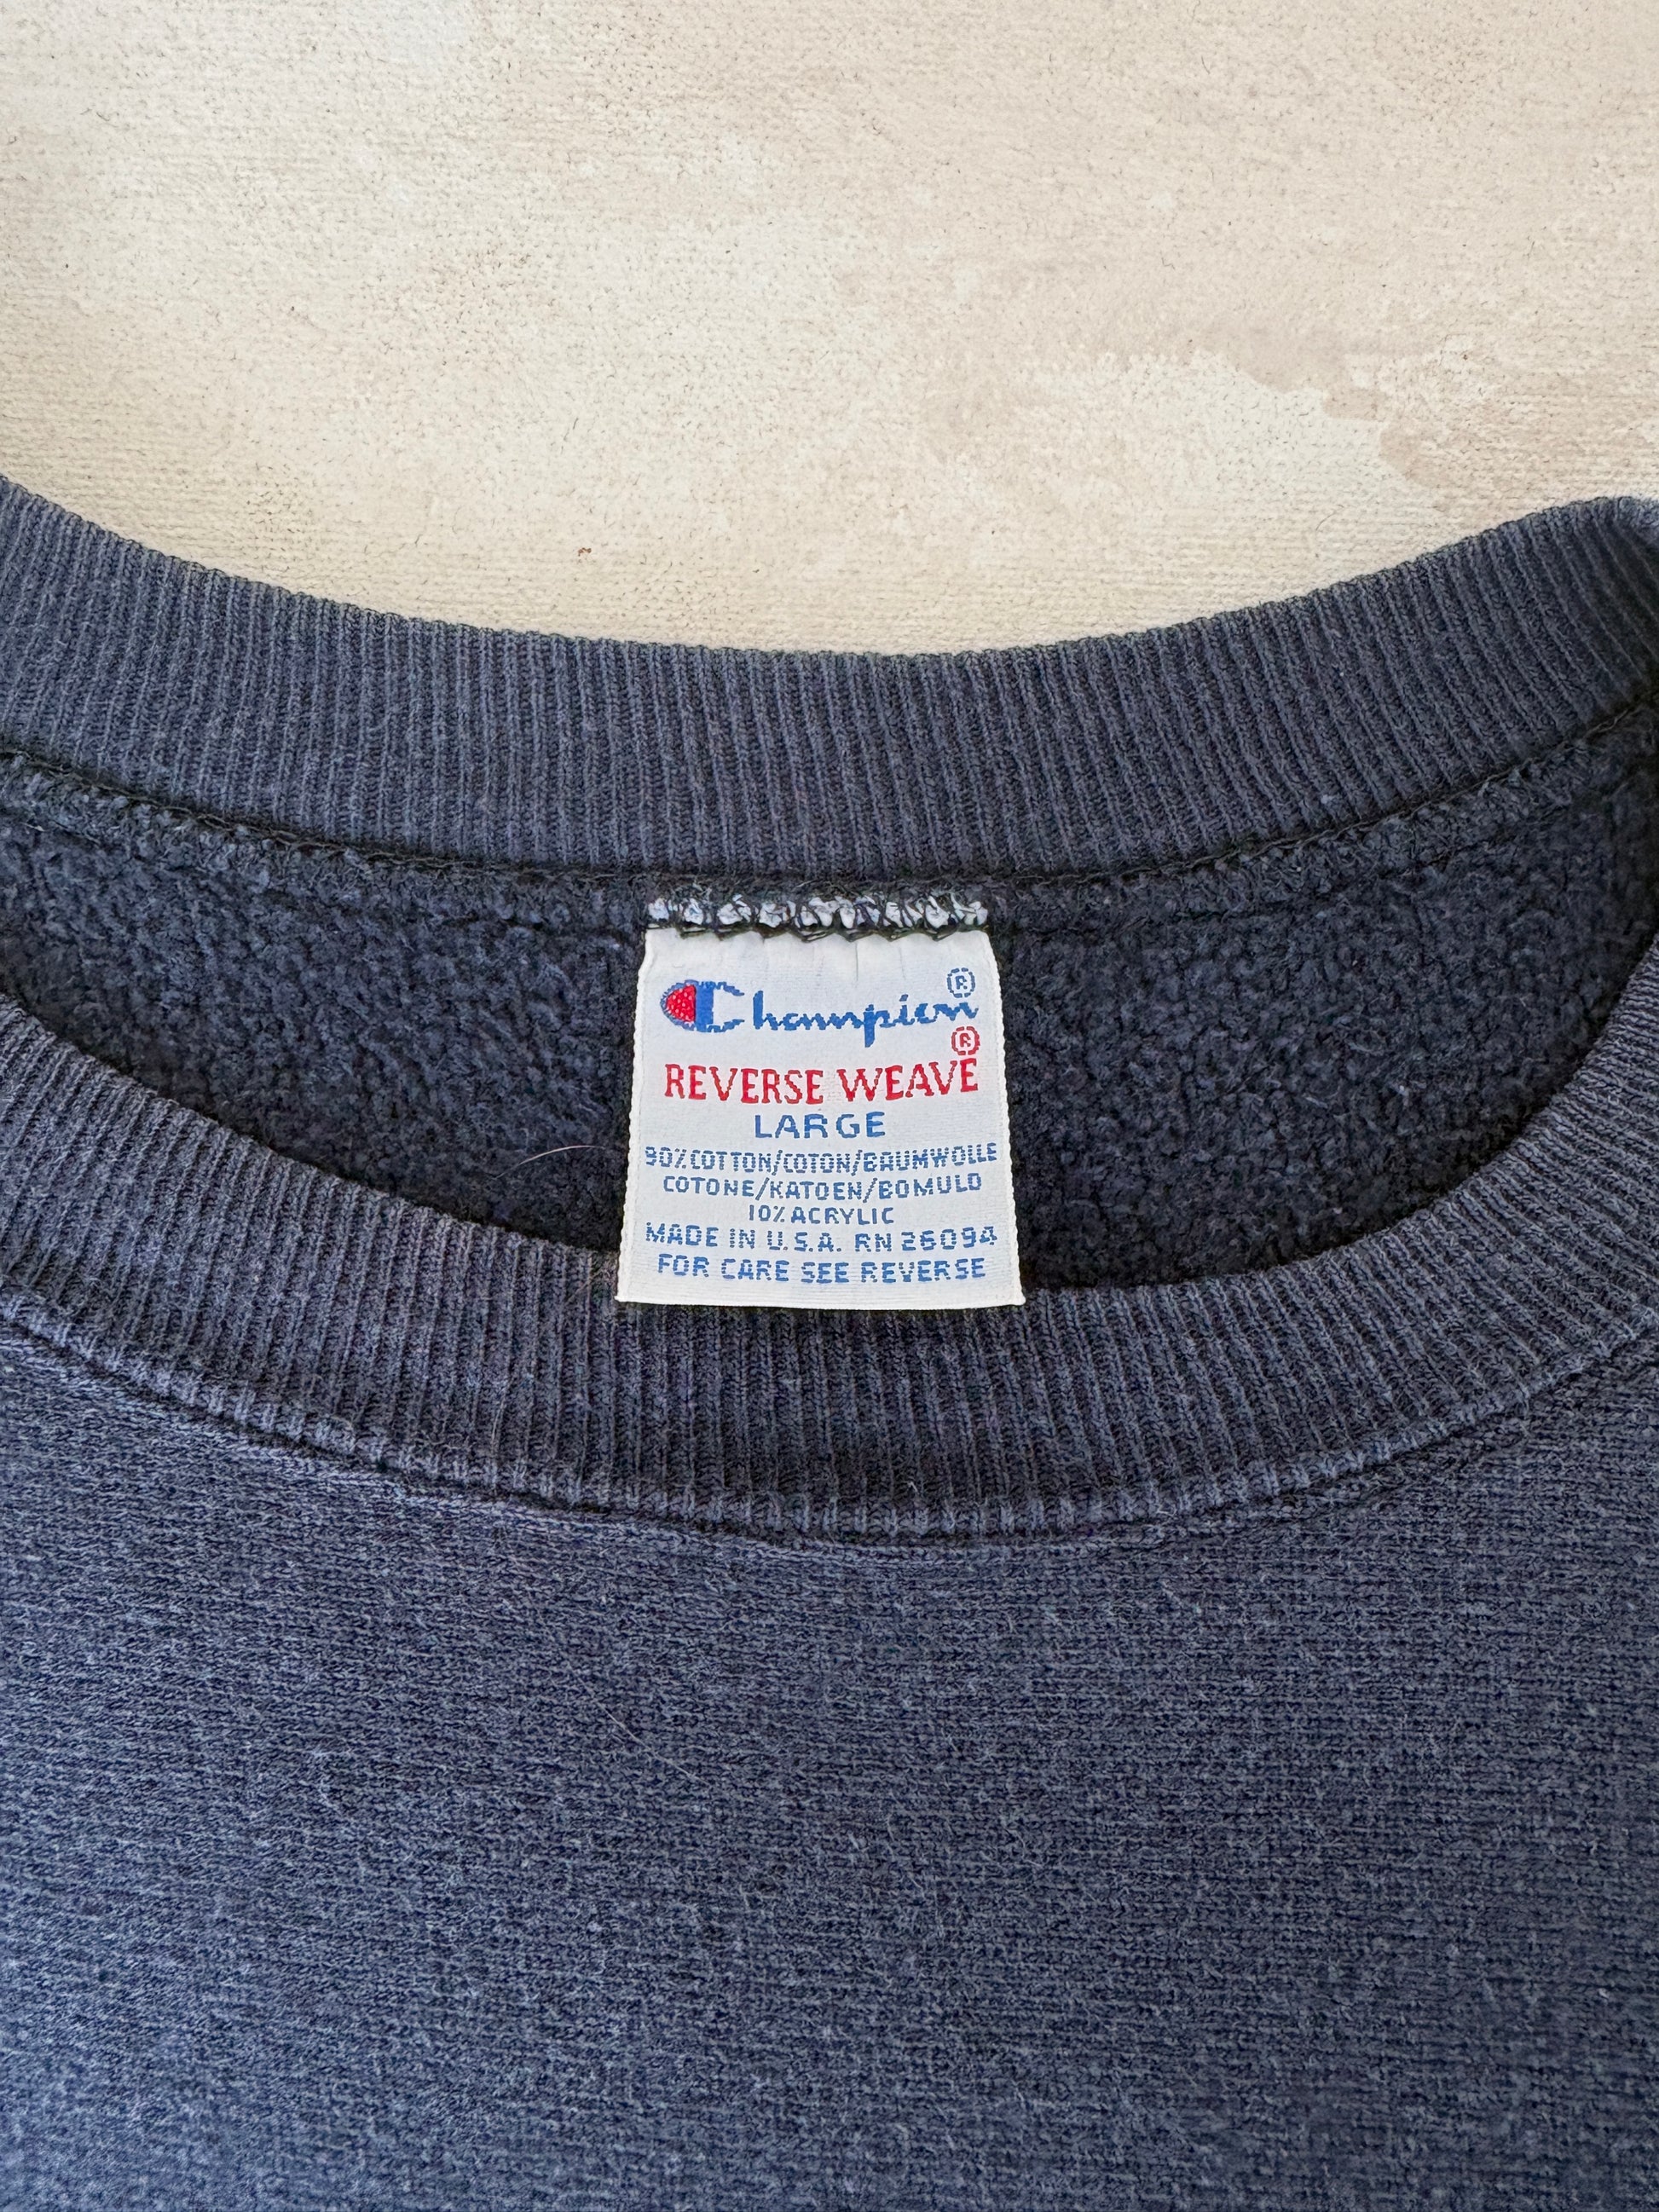 Champion®
REVERSE WEAVE®
LARGE
90% COTTON/COTON/BAUMWOLLE
COTONE/KATOEN/BOMULD
10% ACRYLIC
MADE IN U.S.A. RN 26094
FOR CARE SEE REVERSE